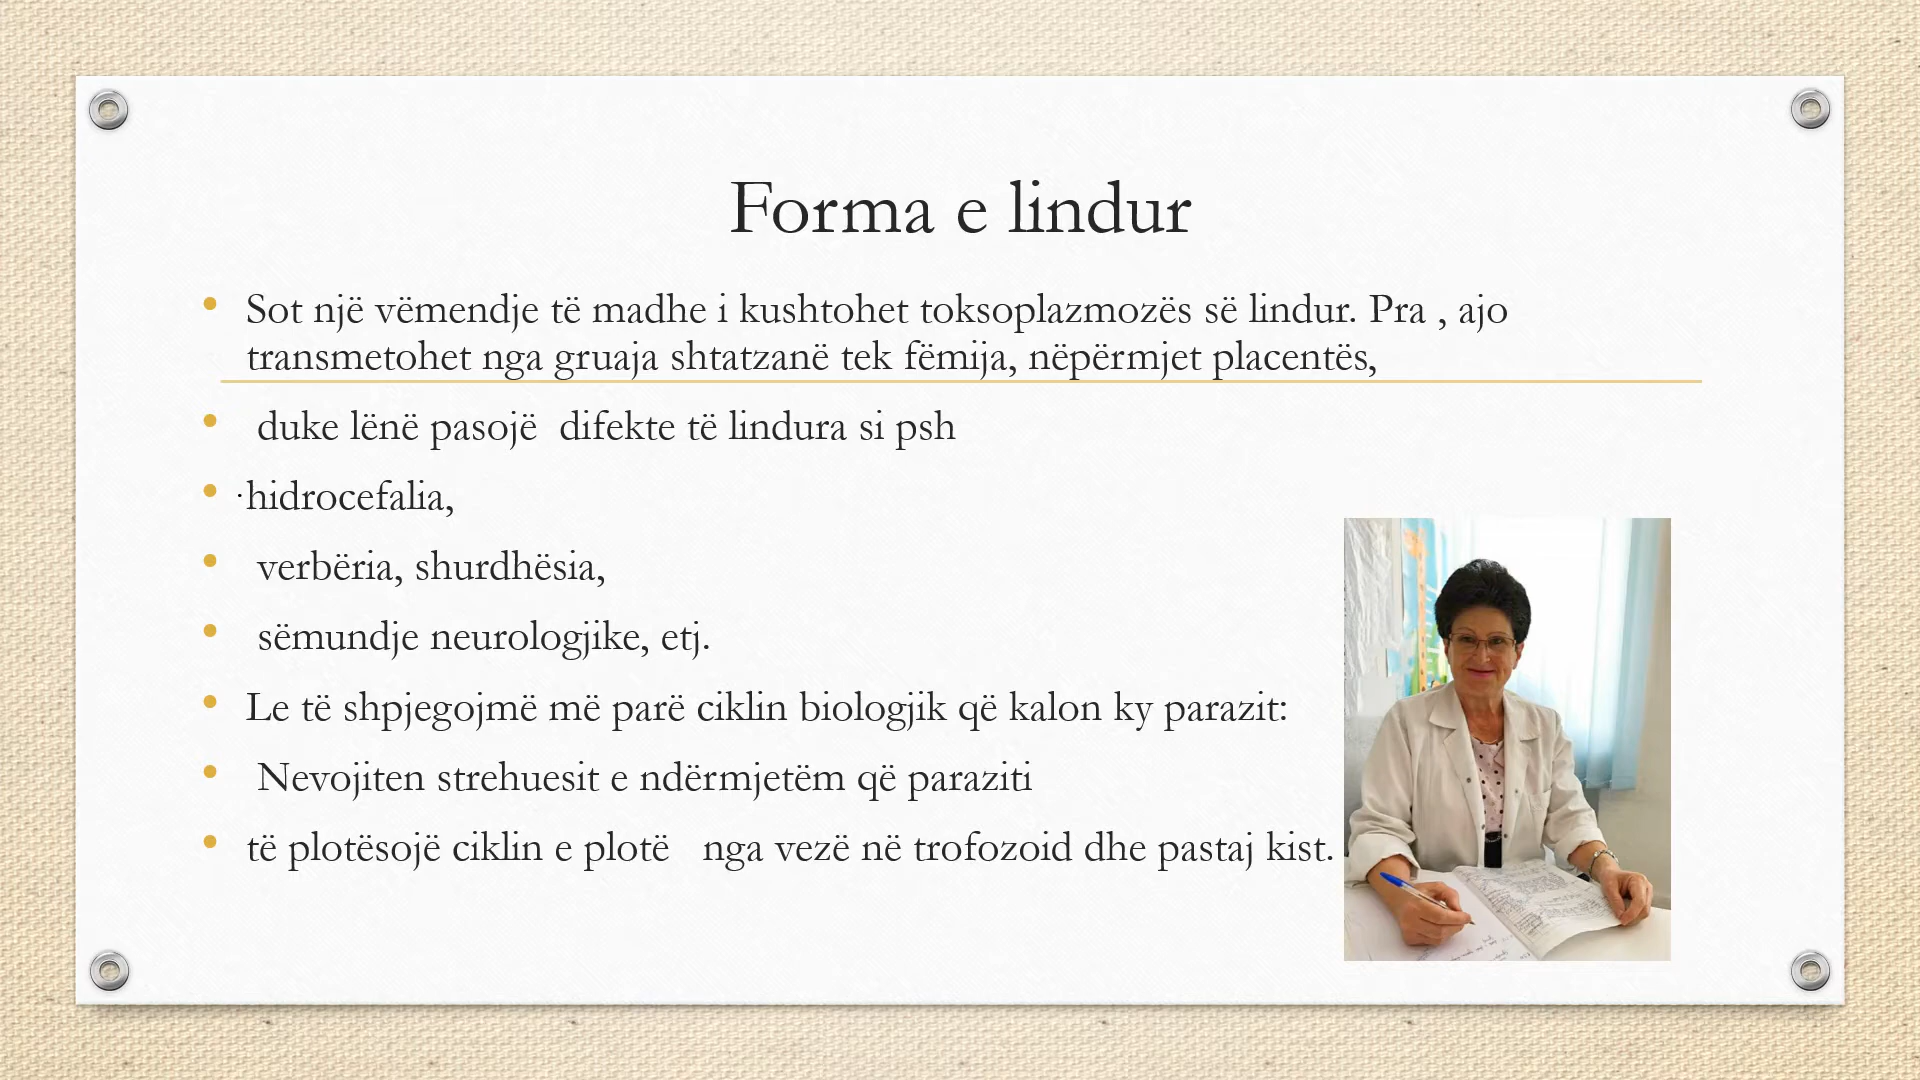 Forma e lindur
• Sot një vëmendje të madhe i kushtohet toksoplazmozës së lindur. Pra , ajo
transmetohet nga gruaja shtatzanë tek fëmija, nëpërmjet placentës,
• duke lënë pasojë difekte të lindura si psh
• ·hidrocefalia,
• verbëria, shurdhësia,
• sëmundje neurologjike, etj.
• Le të shpjegojmë më parë ciklin biologjik që kalon ky parazit:
• Nevojiten strehuesit e ndërmjetëm që paraziti
• të plotësojë ciklin e plotë nga vezë në trofozoid dhe pastaj kist.